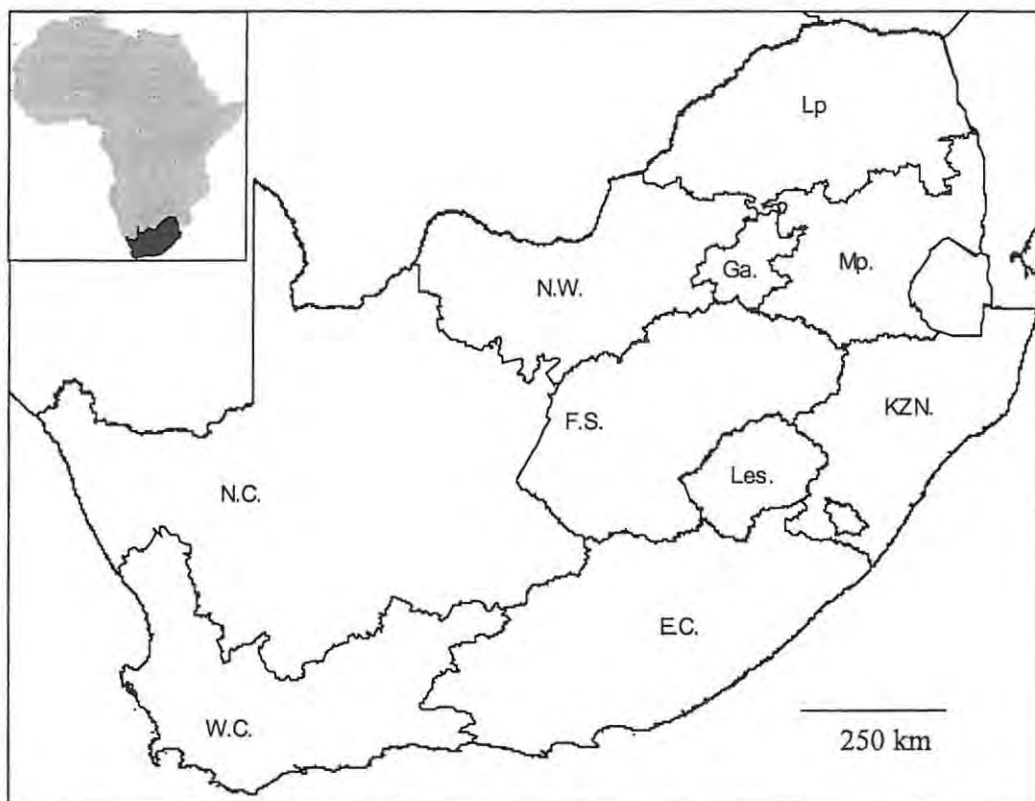 Lp
Ga.
Mp.
N.W.
KZN.
F.S.
Les.
N.C.
E.C.
W.C.
250 km